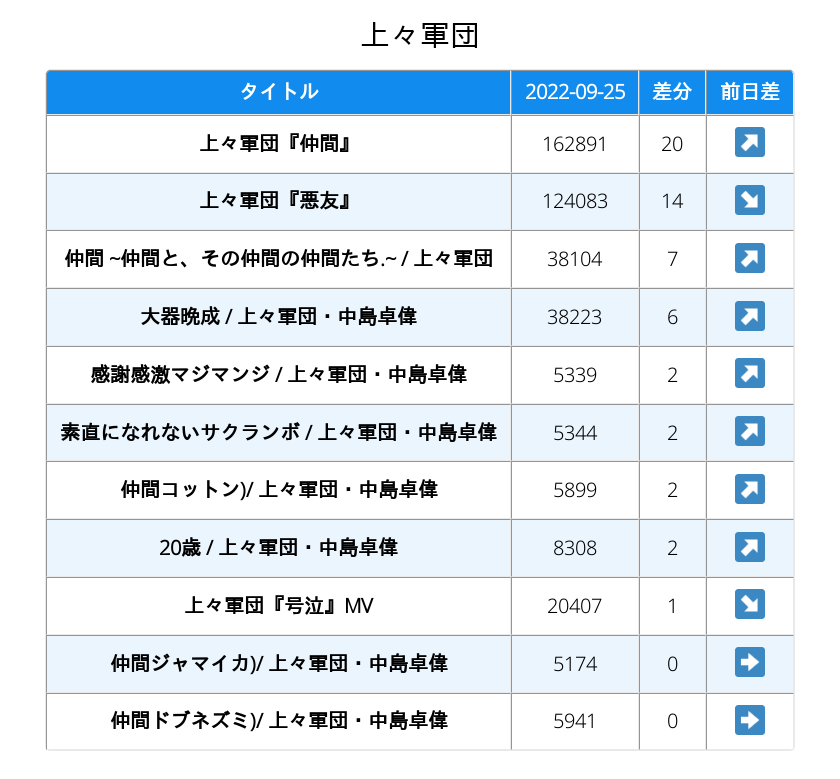 上々軍団
タイトル 2022-09-25 差分 前日差
上々軍団『仲間』 162891 20 ↗
上々軍団『悪友』 124083 14 ↘
仲間 ~仲間と、その仲間の仲間たち.~ / 上々軍団 38104 7 ↗
大器晩成 / 上々軍団・中島卓偉 38223 6 ↗
感謝感激マジマンジ / 上々軍団・中島卓偉 5339 2 ↗
素直になれないサクランボ / 上々軍団・中島卓偉 5344 2 ↗
仲間コットン)/ 上々軍団・中島卓偉 5899 2 ↗
20歳 / 上々軍団・中島卓偉 8308 2 ↗
上々軍団『号泣』MV 20407 1 ↘
仲間ジャマイカ)/ 上々軍団・中島卓偉 5174 0 ➡
仲間ドブネズミ)/ 上々軍団・中島卓偉 5941 0 ➡